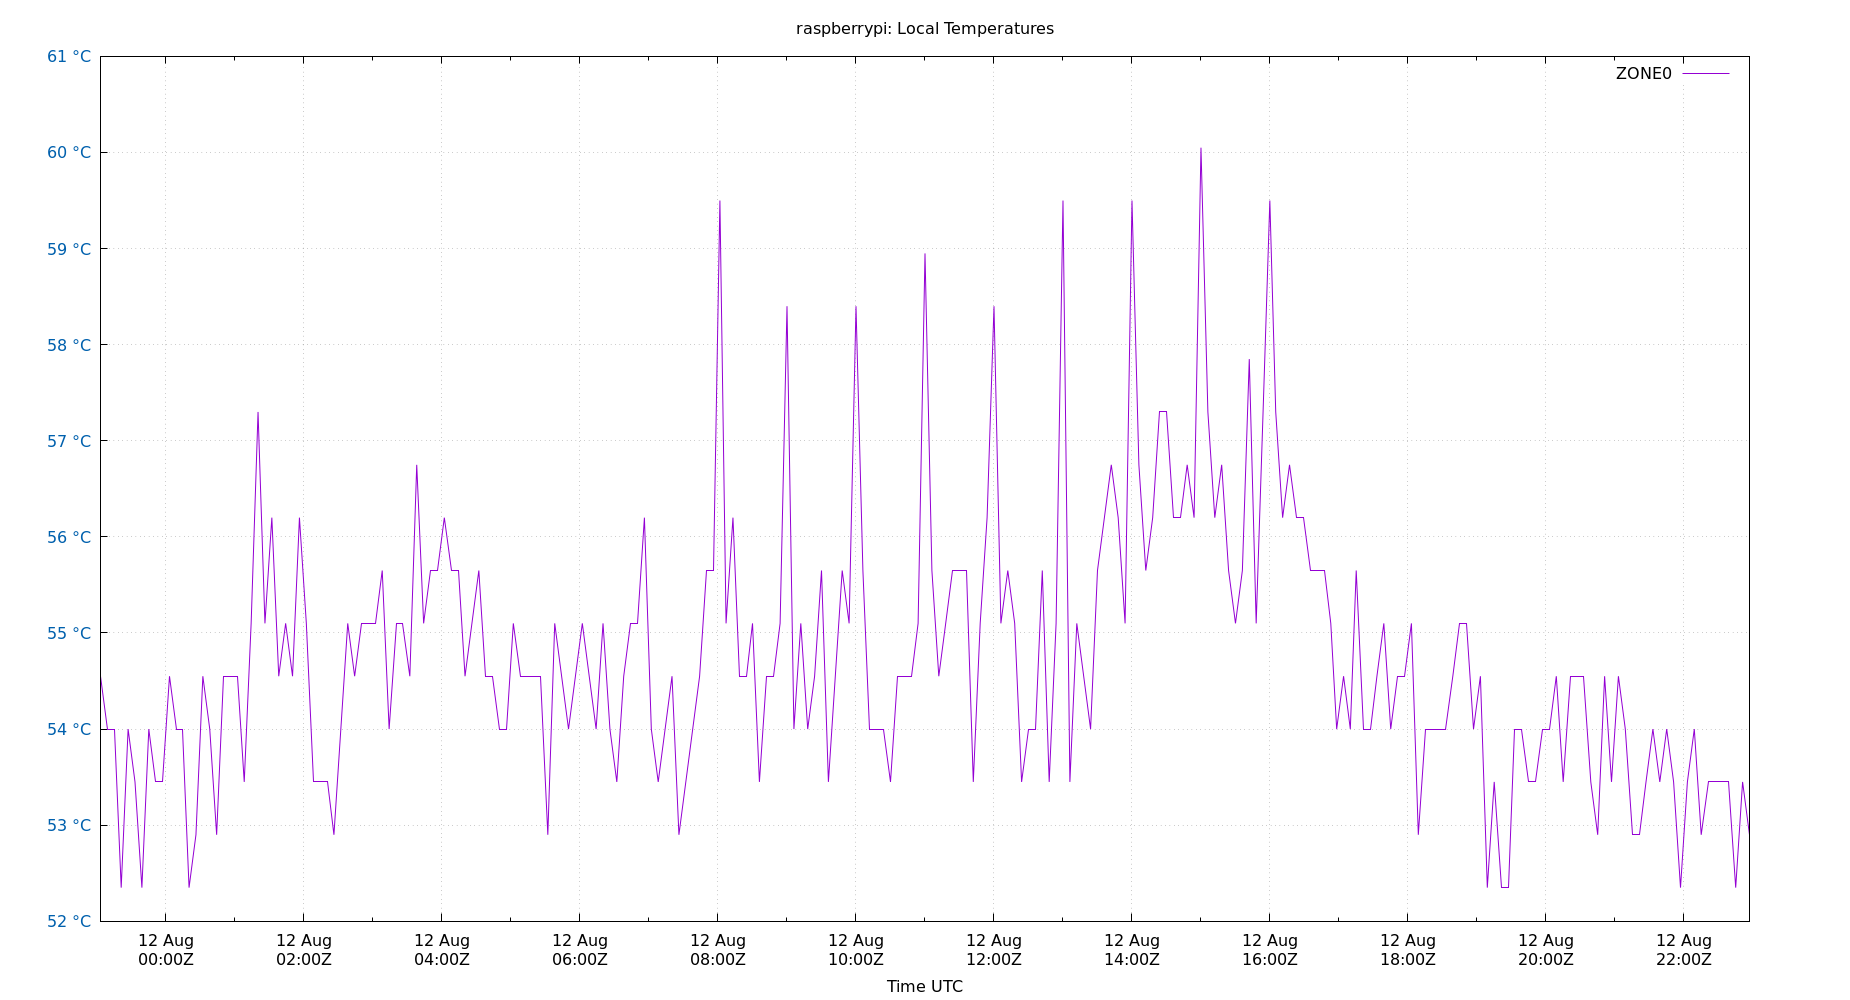 raspberrypi: Local Temperatures
61 °C
ZONE0
60 °C
59 °C
58 °C
57 °C
56 °C
55 °C
54 °C
53 °C
52 °C
12 Aug 12 Aug 12 Aug 12 Aug 12 Aug 12 Aug 12 Aug 12 Aug 12 Aug 12 Aug 12 Aug 12 Aug
00:00Z 02:00Z 04:00Z 06:00Z 08:00Z 10:00Z 12:00Z 14:00Z 16:00Z 18:00Z 20:00Z 22:00Z
Time UTC